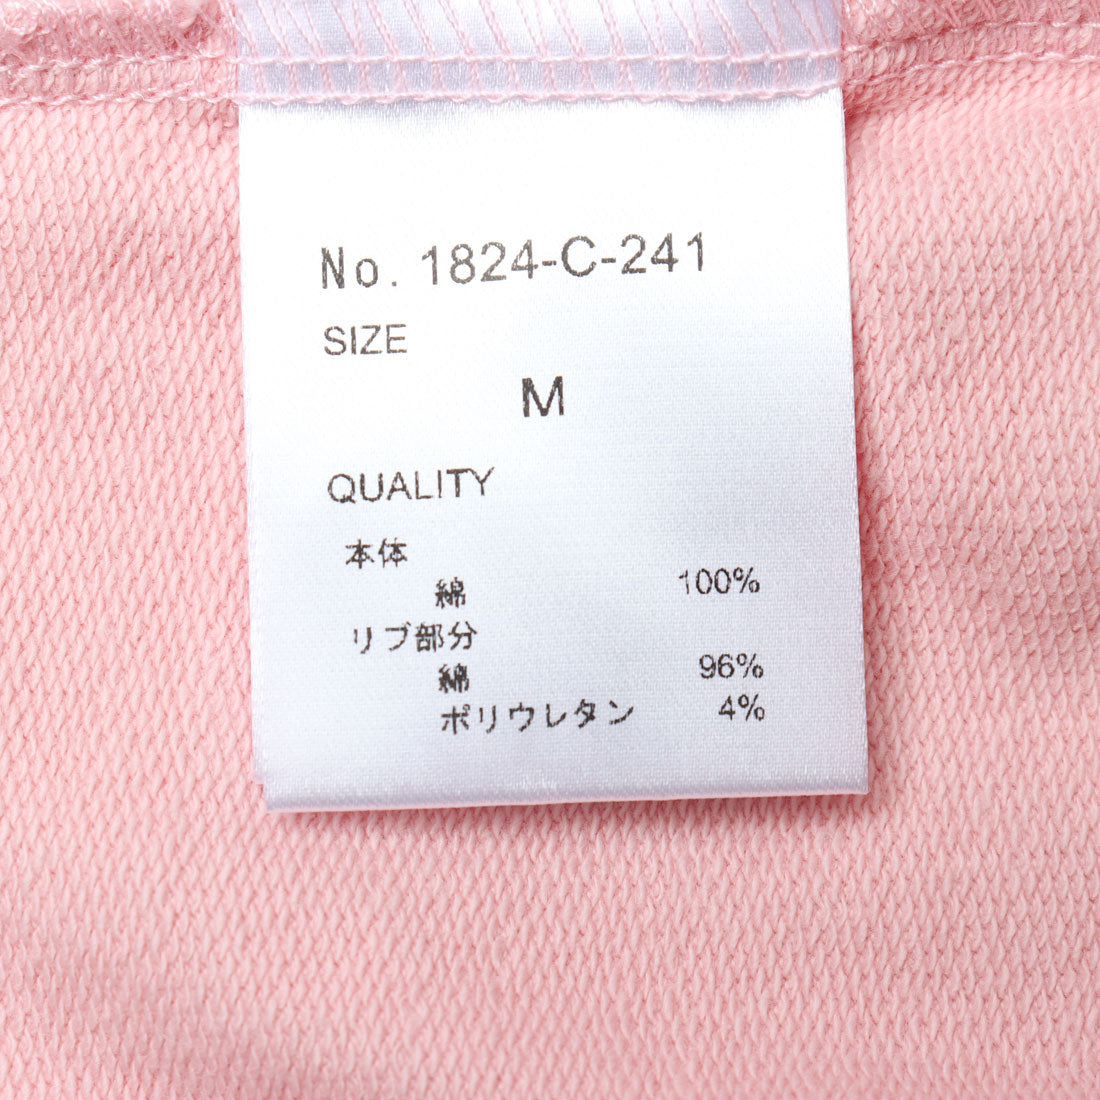 No. 1824-C-241
SIZE
M
QUALITY
本体
綿 100%
リブ部分
綿 96%
ポリウレタン 4%